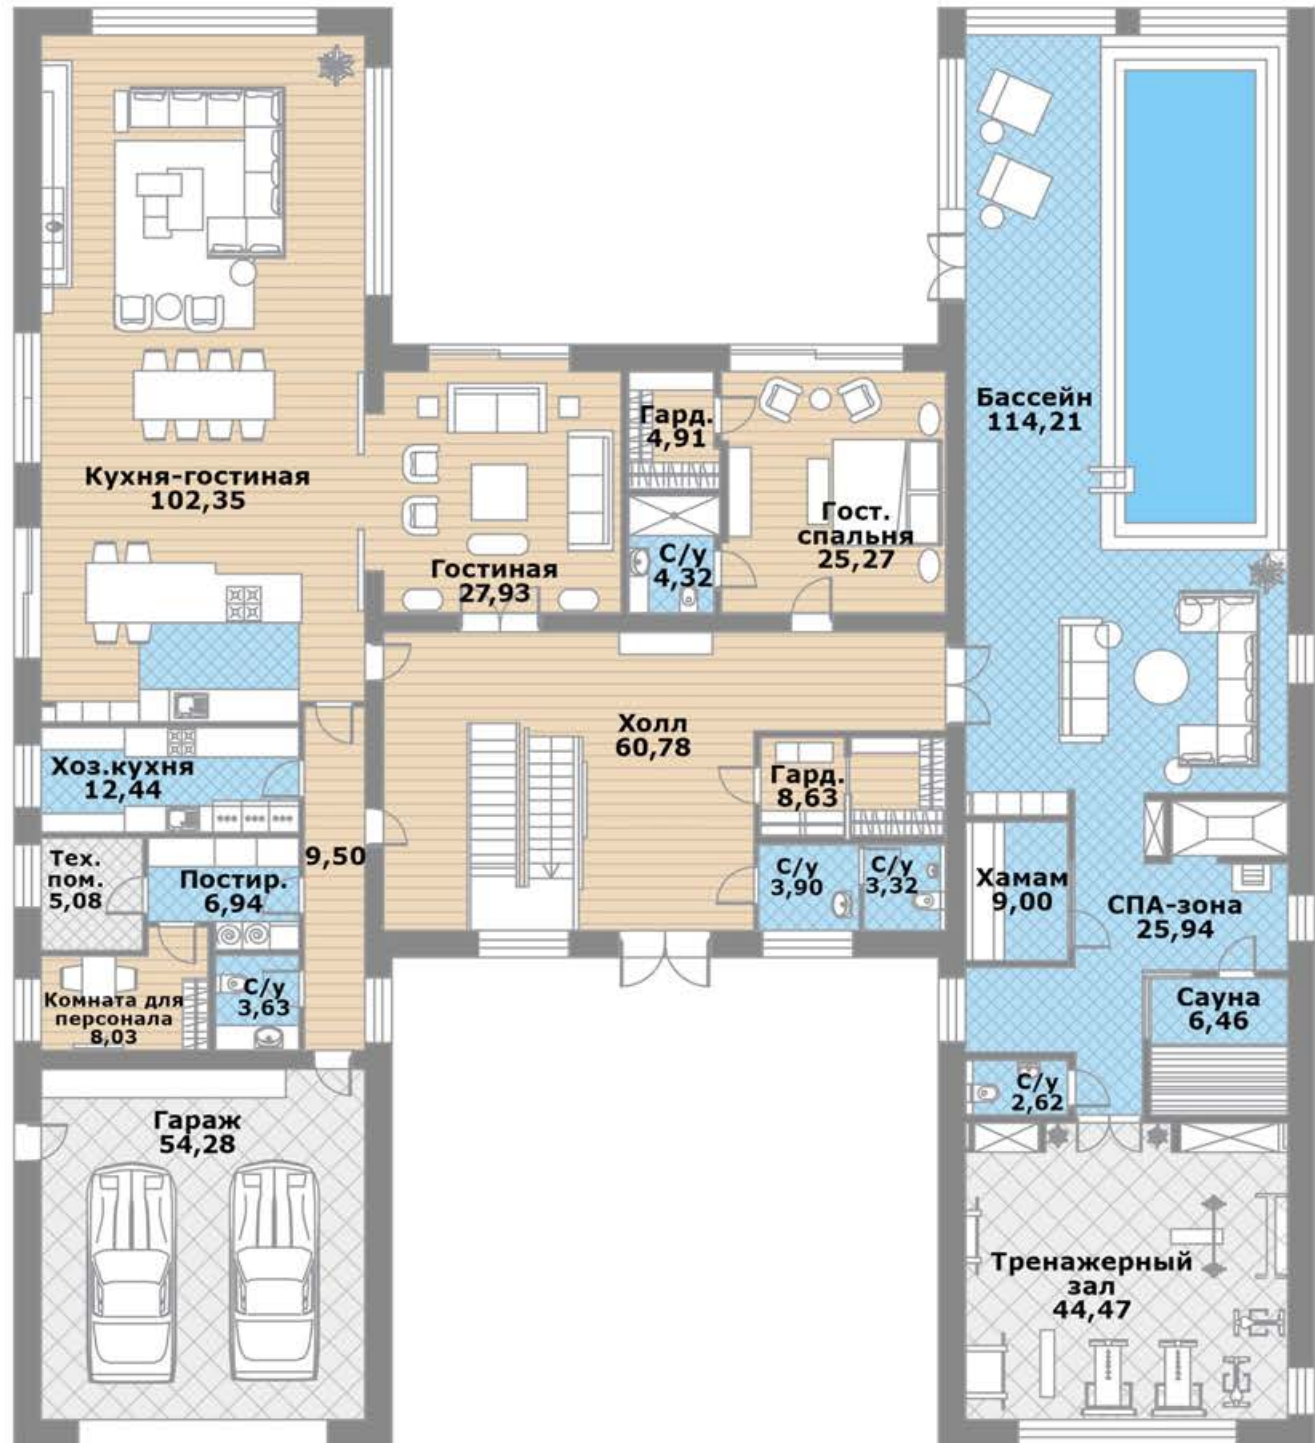 Кухня-гостиная
102,35
Гостиная
27,93
Гард.
4,91
С/у
4,32
Гост.
спальня
25,27
Бассейн
114,21
Хоз.кухня
12,44
Холл
60,78
Гард.
8,63
9,50
Тех.
пом.
5,08
Постир.
6,94
С/у
3,90
С/у
3,32
Хамам
9,00
СПА-зона
25,94
Комната для
персонала
8,03
С/у
3,63
Сауна
6,46
С/у
2,62
Гараж
54,28
Тренажерный
зал
44,47